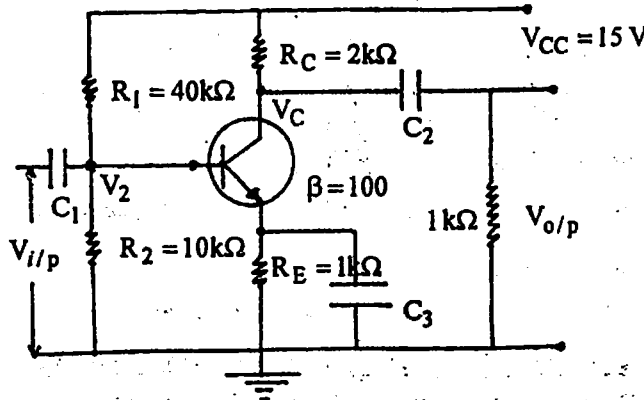 V_CC = 15 V
R_C = 2kΩ
R_1 = 40kΩ
V_C
C_2
V_2
β = 100
C_1
1kΩ
V_o/p
V_i/p
R_2 = 10kΩ
R_E = 1kΩ
C_3